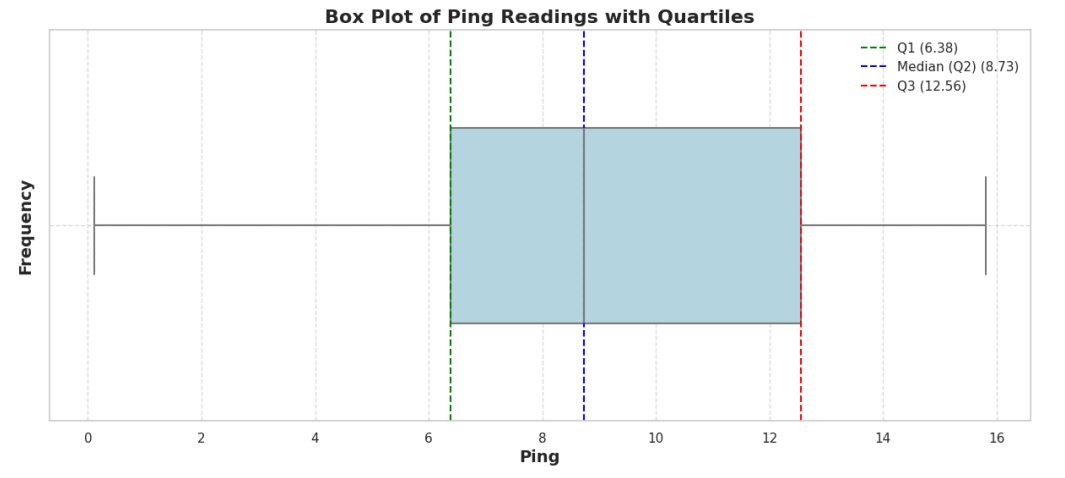 Box Plot of Ping Readings with Quartiles
Q1 (6.38)
Median (Q2) (8.73)
Q3 (12.56)
Frequency
0 2 4 6 8 10 12 14 16
Ping